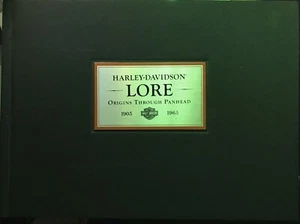 HARLEY-DAVIDSON
LORE
ORIGINS THROUGH PANHEAD
1903 1965